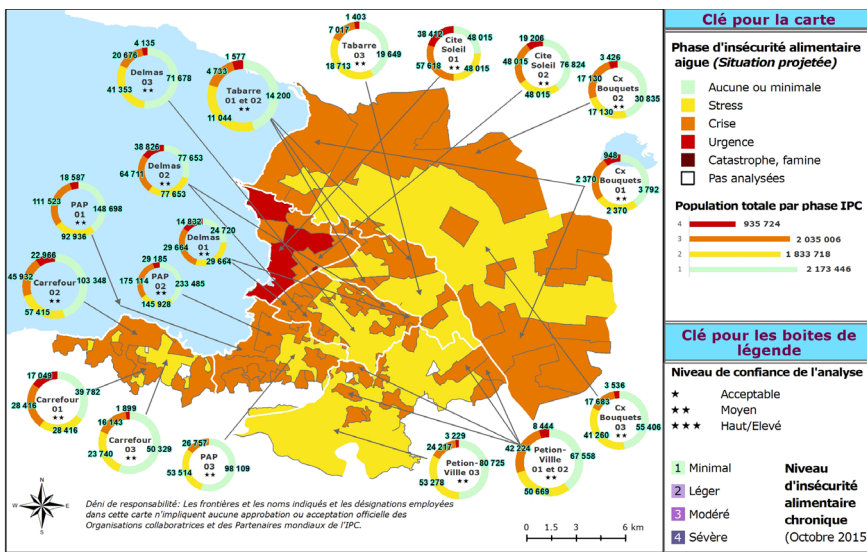 Clé pour la carte
Phase d'insécurité alimentaire
aigue (Situation projetée)
Aucune ou minimale
Stress
Crise
Urgence
Catastrophe, famine
Pas analysées
Population totale par phase IPC
4 935 724
3 2 035 006
2 1 833 718
1 2 173 446
Clé pour les boites de
légende
Niveau de confiance de l'analyse
★ Acceptable
★★ Moyen
★★★ Haut/Elevé
1 Minimal
2 Léger
3 Modéré
4 Sévère
Niveau
d'insécurité
alimentaire
chronique
(Octobre 2015)
4 135
20 676
Delmas
03
★★
71 678
41 353
1 577
4 733
Tabarre
01 et 02
★★
14 200
11 044
1 403
7 017
Tabarre
03
★★
19 649
18 713
38 412
Cite
Soleil
01
★★
48 015
57 618
48 015
19 206
48 015
Cite
Soleil
02
★★
76 824
48 015
3 426
17 130
Cx
Bouquets
02
★★
30 835
17 130
948
2 370
Cx
Bouquets
01
★★
3 792
2 370
38 826
64 711
Delmas
02
★★
77 653
77 653
18 587
111 523
PAP
01
★★
148 698
92 936
14 832
29 664
Delmas
01
★★
24 720
29 664
22 966
45 932
Carrefour
02
★★
103 348
57 415
29 185
175 114
PAP
02
★★
233 485
145 928
17 049
28 416
Carrefour
01
★★
39 782
28 416
1 899
16 143
Carrefour
03
★★
50 329
23 740
26 757
PAP
03
★★
98 109
53 514
3 229
24 217
Petion-
Villle 03
★★
80 725
53 278
8 444
42 224
Petion-
Villle
01 et 02
★★
67 558
50 669
3 536
17 683
Cx
Bouquets
03
★★
55 406
41 260
N
W E
S
Déni de responsabilité: Les frontières et les noms indiqués et les désignations employées
dans cette carte n'impliquent aucune approbation ou acceptation officielle des
Organisations collaboratrices et des Partenaires mondiaux de l'IPC.
0 1.5 3 6 km